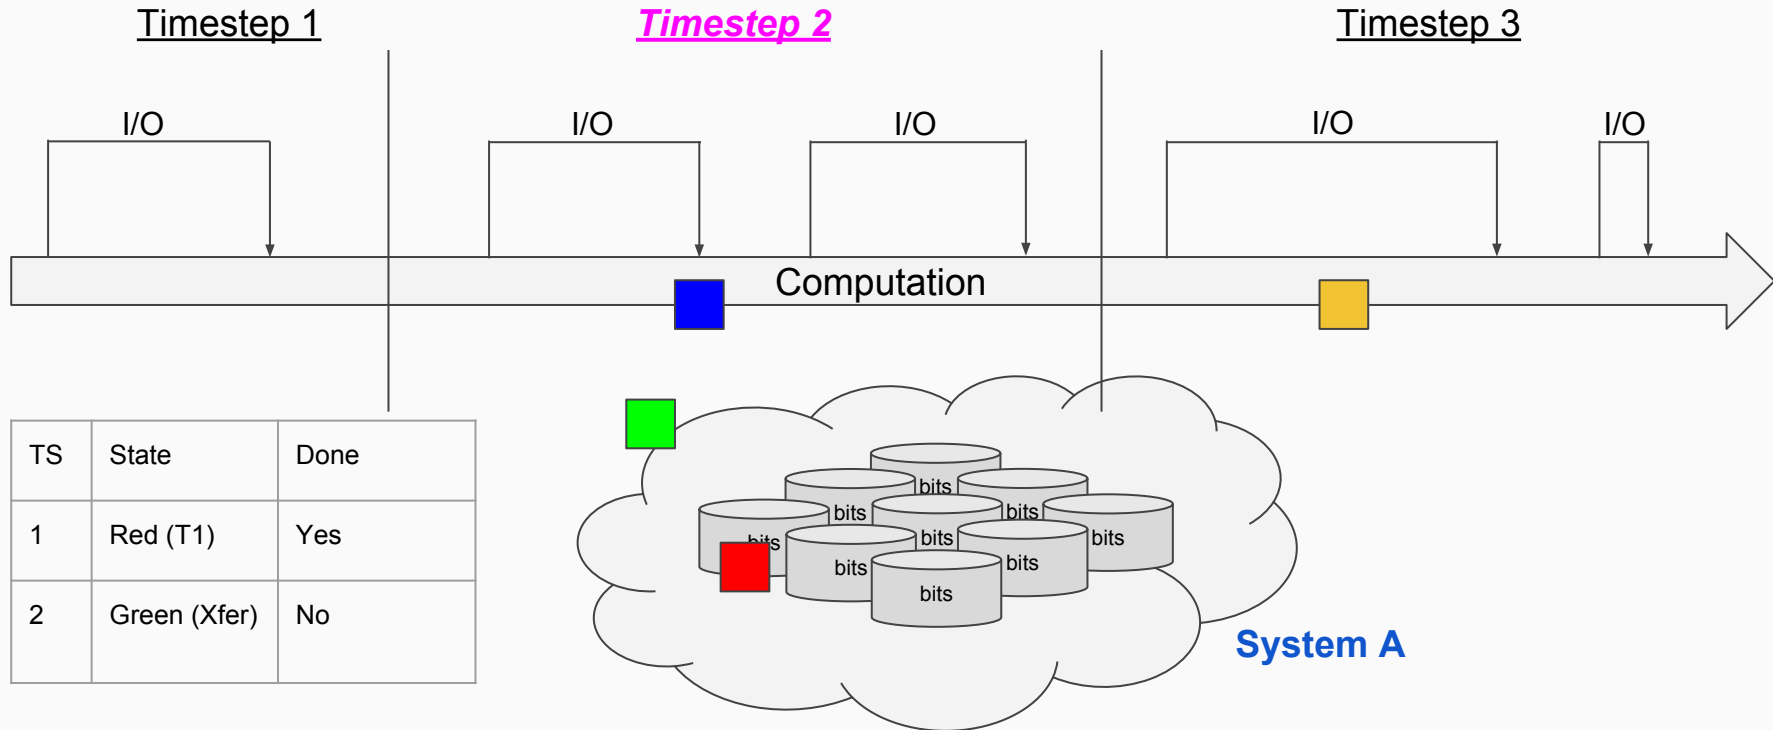 Timestep 1
Timestep 2
Timestep 3
I/O
I/O
I/O
I/O
I/O
Computation
TS State Done
1 Red (T1) Yes
2 Green (Xfer) No
bits
bits
bits
bits
bits
bits
bits
bits
bits
System A